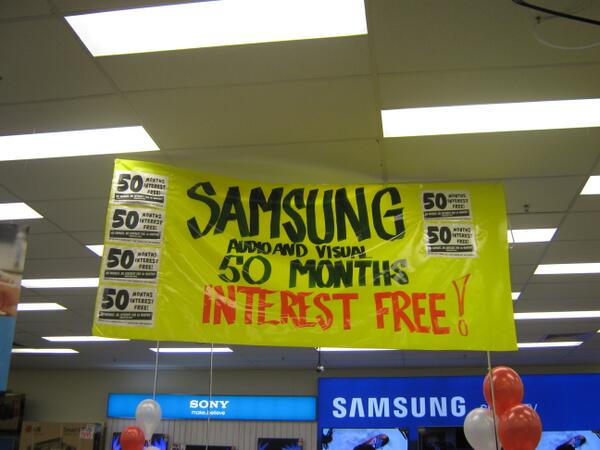 50 MONTHS INTEREST FREE!
50 MONTHS INTEREST FREE!
50 MONTHS INTEREST FREE!
50 MONTHS INTEREST FREE!
SAMSUNG
AUDIO AND VISUAL
50 MONTHS
INTEREST FREE!
50 MONTHS INTEREST FREE!
50 MONTHS INTEREST FREE!
SONY
make.believe
SAMSUNG
LG